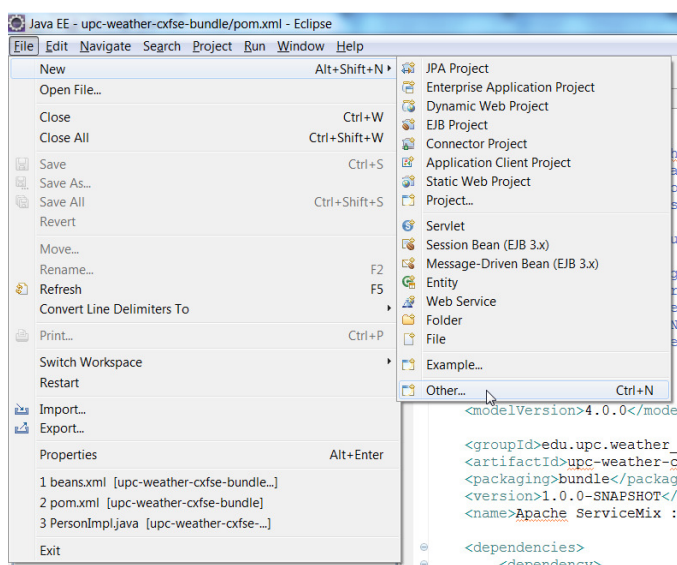 Java EE - upc-weather-cxfse-bundle/pom.xml - Eclipse
File Edit Navigate Search Project Run Window Help
New Alt+Shift+N
Open File...
Close Ctrl+W
Close All Ctrl+Shift+W
Save Ctrl+S
Save As...
Save All Ctrl+Shift+S
Revert
Move...
Rename... F2
Refresh F5
Convert Line Delimiters To
Print... Ctrl+P
Switch Workspace
Restart
Import...
Export...
Properties Alt+Enter
1 beans.xml [upc-weather-cxfse-bundle...]
2 pom.xml [upc-weather-cxfse-bundle]
3 PersonImpl.java [upc-weather-cxfse-...]
Exit
JPA Project
Enterprise Application Project
Dynamic Web Project
EJB Project
Connector Project
Application Client Project
Static Web Project
Project...
Servlet
Session Bean (EJB 3.x)
Message-Driven Bean (EJB 3.x)
Entity
Web Service
Folder
File
Example...
Other... Ctrl+N
<modelVersion>4.0.0</mode
<groupId>edu.upc.weather_
<artifactId>upc-weather-c
<packaging>bundle</packag
<version>1.0.0-SNAPSHOT</
<name>Apache ServiceMix :
<dependencies>
<dependency>